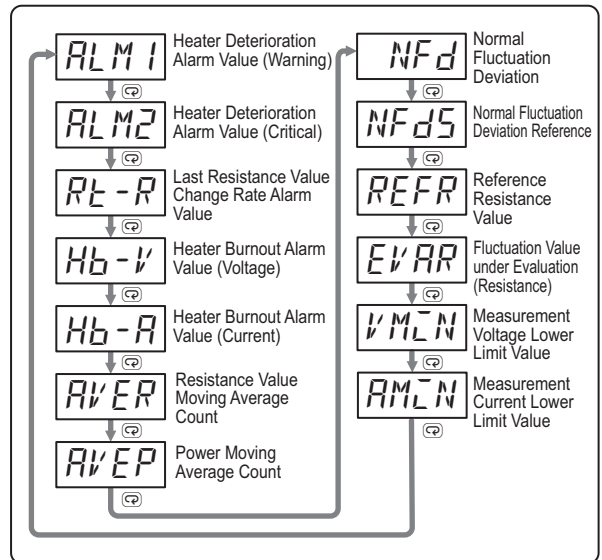 ALM1
Heater Deterioration
Alarm Value (Warning)
ALM2
Heater Deterioration
Alarm Value (Critical)
Rt-R
Last Resistance Value
Change Rate Alarm
Value
Hb-V
Heater Burnout Alarm
Value (Voltage)
Hb-A
Heater Burnout Alarm
Value (Current)
AVER
Resistance Value
Moving Average
Count
AVEP
Power Moving
Average Count
NFd
Normal
Fluctuation
Deviation
NFdS
Normal Fluctuation
Deviation Reference
REFR
Reference
Resistance
Value
EVAR
Fluctuation Value
under Evaluation
(Resistance)
VMIN
Measurement
Voltage Lower
Limit Value
AMIN
Measurement
Current Lower
Limit Value